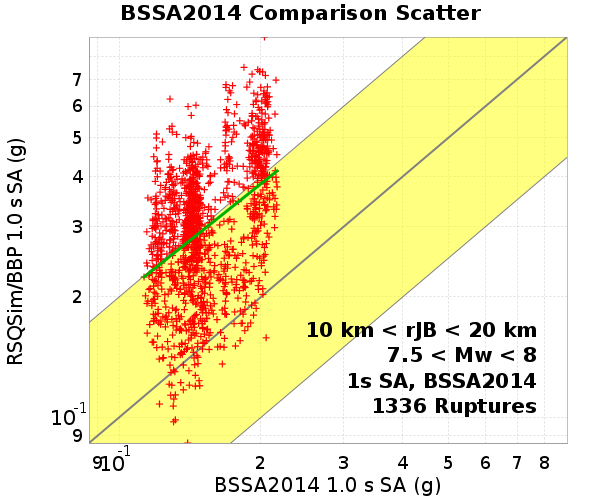 BSSA2014 Comparison Scatter
RSQSim/BBP 1.0 s SA (g)
7
6
5
4
3
2
10-1
9
10 km < rJB < 20 km
7.5 < Mw < 8
1s SA, BSSA2014
1336 Ruptures
9 10-1 2 3 4 5 6 7 8
BSSA2014 1.0 s SA (g)